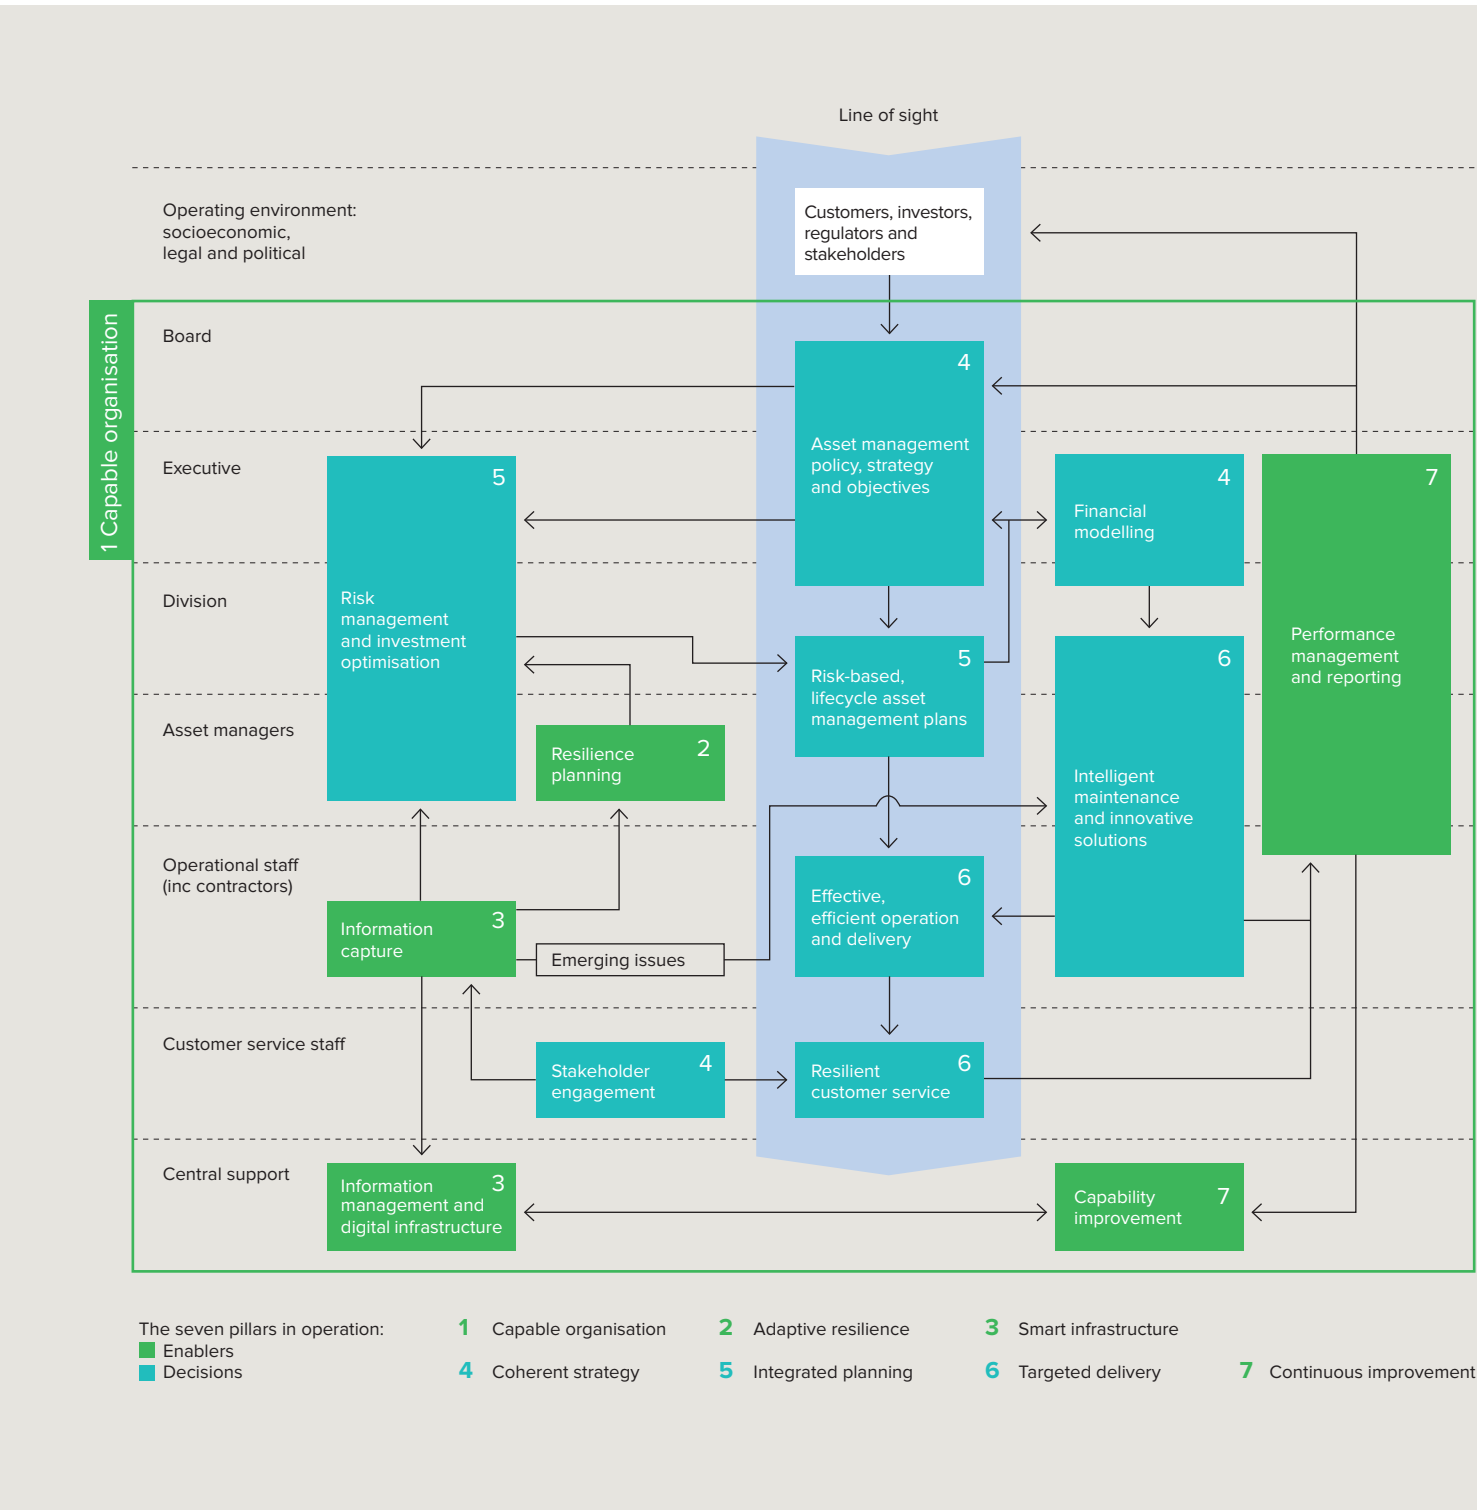 Line of sight
Operating environment:
socioeconomic,
legal and political
Customers, investors,
regulators and
stakeholders
1 Capable organisation
Board
4
Asset management
policy, strategy
and objectives
Executive
5
Risk
management
and investment
optimisation
4
Financial
modelling
7
Performance
management
and reporting
Division
5
Risk-based,
lifecycle asset
management plans
6
Intelligent
maintenance
and innovative
solutions
Asset managers
Resilience
planning
2
Operational staff
(inc contractors)
6
Effective,
efficient operation
and delivery
Information
capture
3
Emerging issues
Customer service staff
Stakeholder
engagement
4
Resilient
customer service
6
Central support
Information
management and
digital infrastructure
3
Capability
improvement
7
The seven pillars in operation:
Enablers
Decisions
1 Capable organisation
2 Adaptive resilience
3 Smart infrastructure
4 Coherent strategy
5 Integrated planning
6 Targeted delivery
7 Continuous improvement